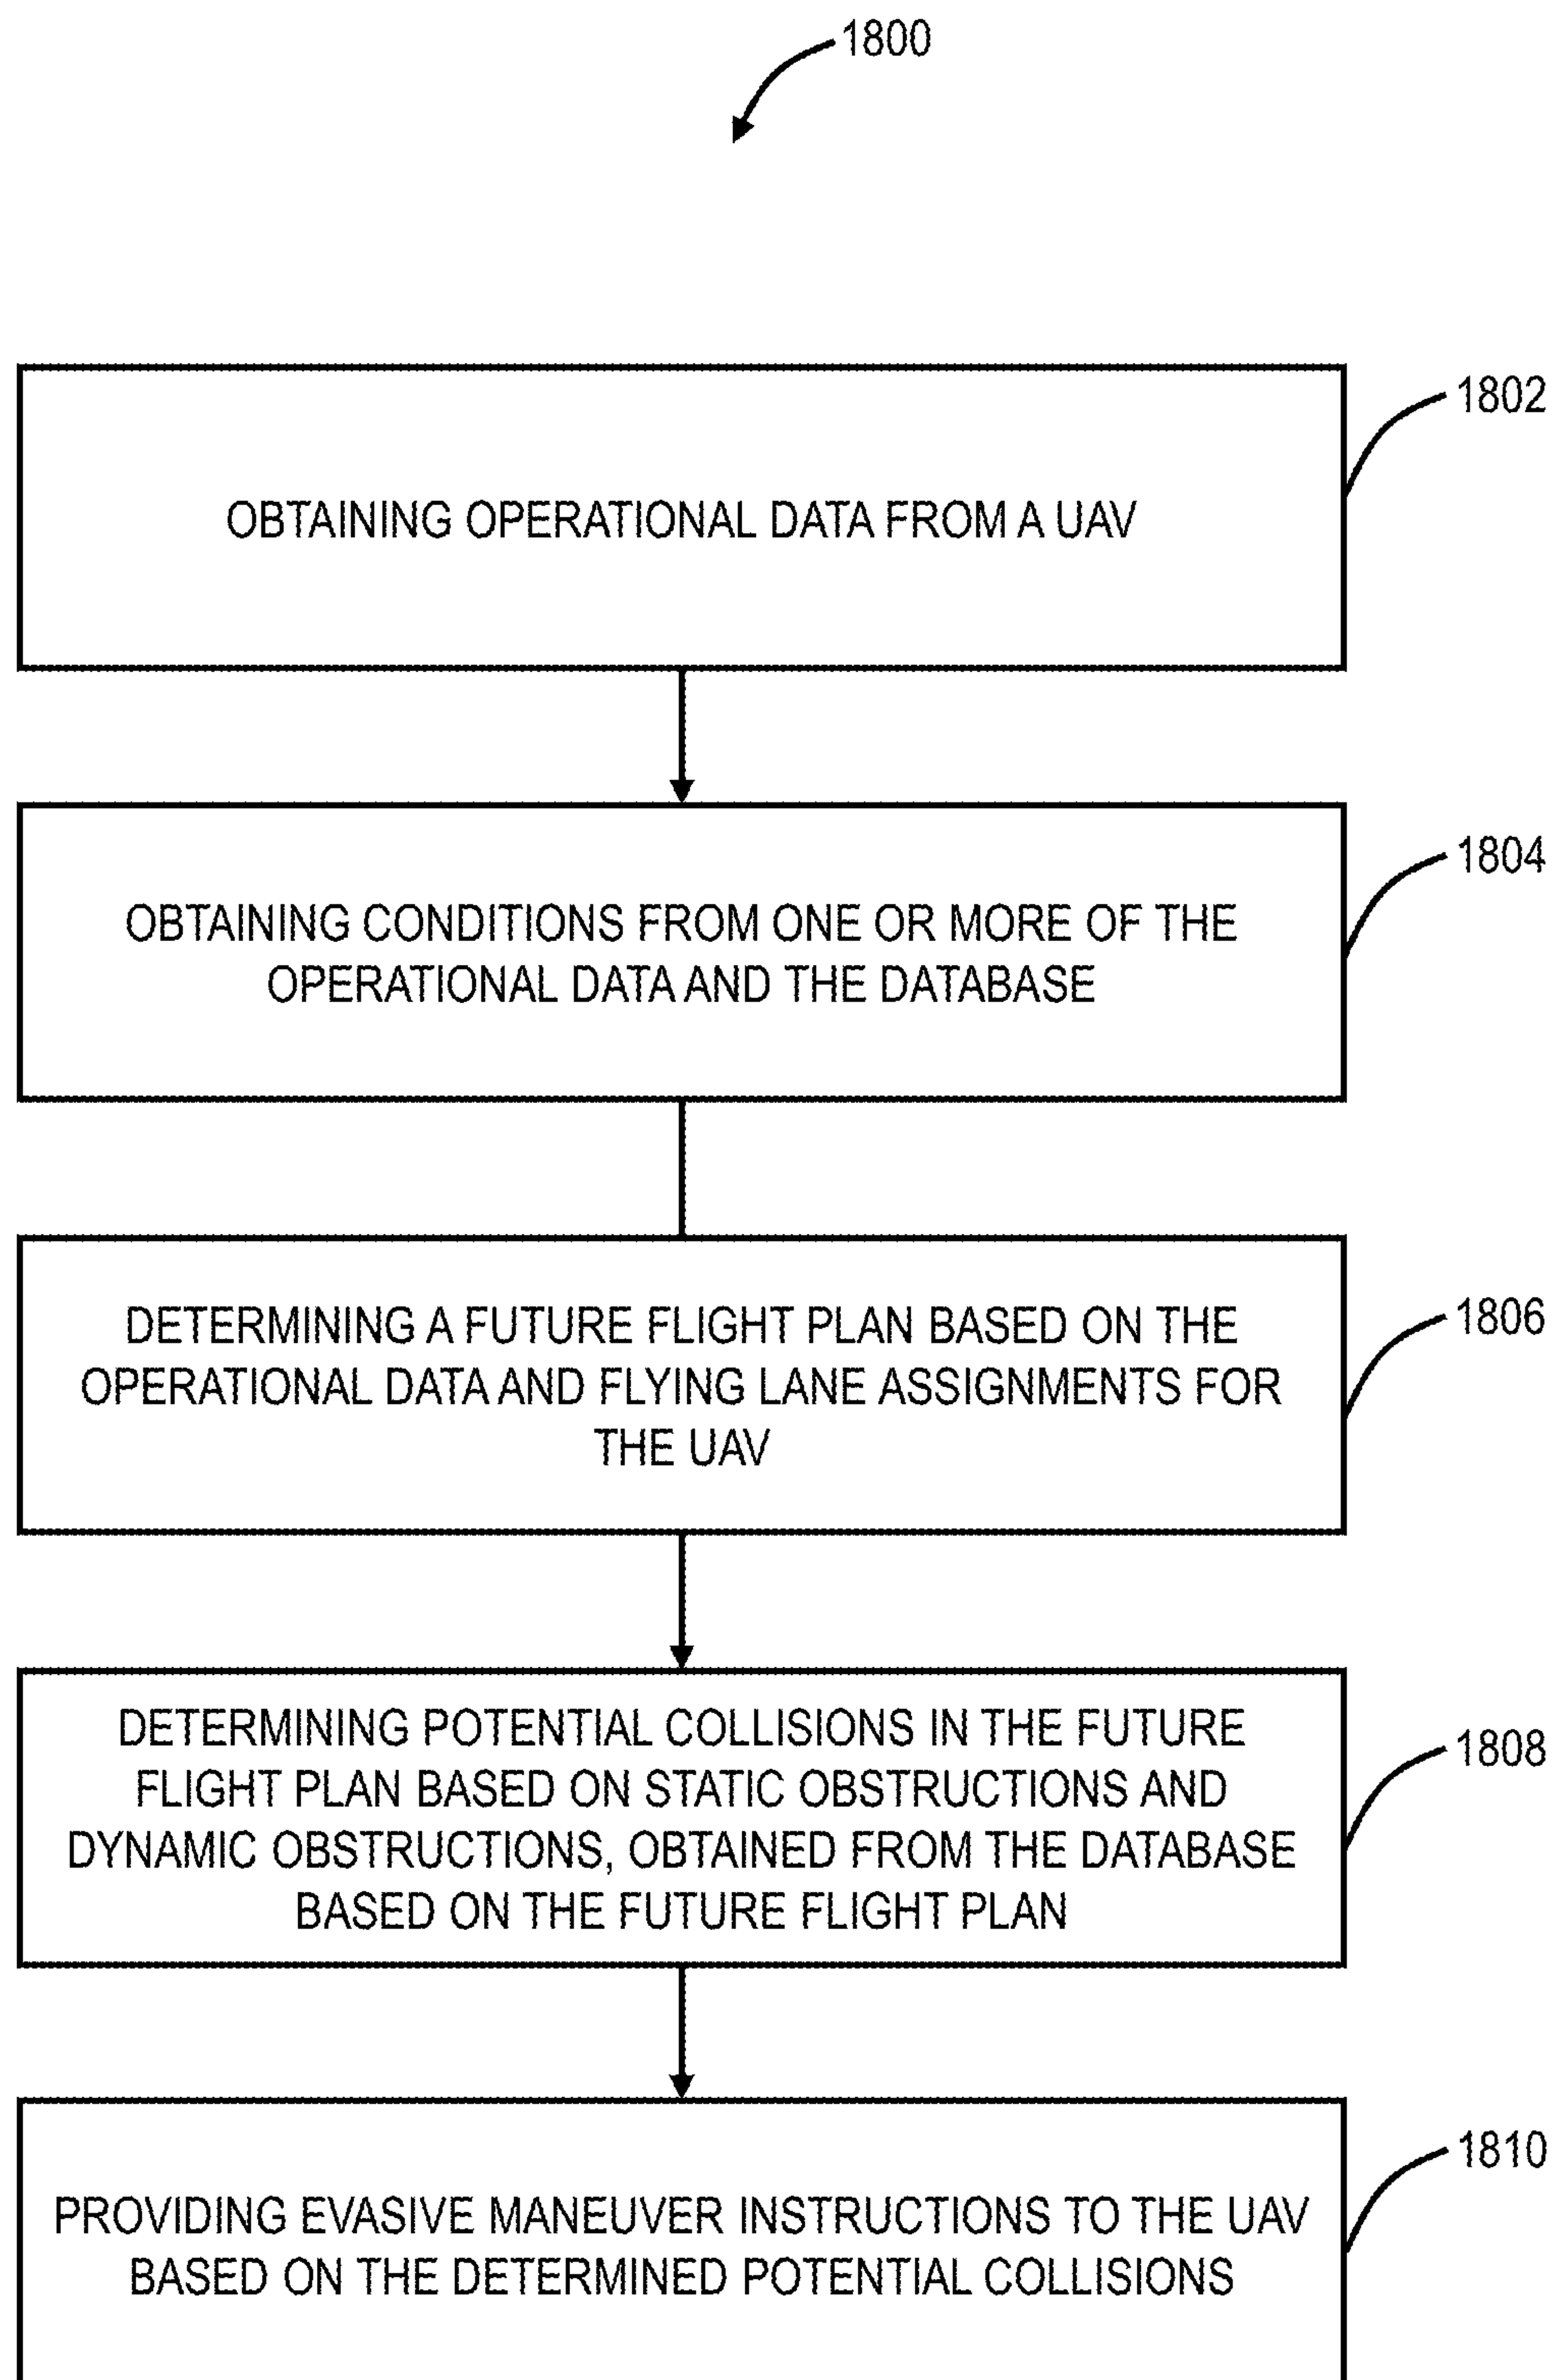 1800
1802
OBTAINING OPERATIONAL DATA FROM A UAV
1804
OBTAINING CONDITIONS FROM ONE OR MORE OF THE
OPERATIONAL DATA AND THE DATABASE
1806
DETERMINING A FUTURE FLIGHT PLAN BASED ON THE
OPERATIONAL DATA AND FLYING LANE ASSIGNMENTS FOR
THE UAV
1808
DETERMINING POTENTIAL COLLISIONS IN THE FUTURE
FLIGHT PLAN BASED ON STATIC OBSTRUCTIONS AND
DYNAMIC OBSTRUCTIONS, OBTAINED FROM THE DATABASE
BASED ON THE FUTURE FLIGHT PLAN
1810
PROVIDING EVASIVE MANEUVER INSTRUCTIONS TO THE UAV
BASED ON THE DETERMINED POTENTIAL COLLISIONS